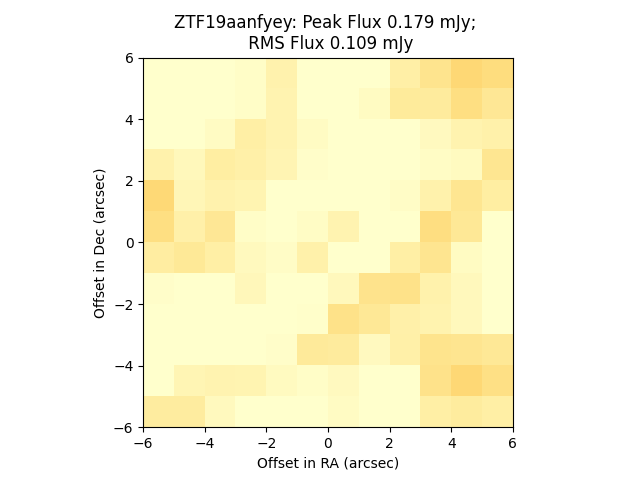 ZTF19aanfyey: Peak Flux 0.179 mJy;
RMS Flux 0.109 mJy
6
4
2
0
−2
−4
−6
Offset in Dec (arcsec)
−6 −4 −2 0 2 4 6
Offset in RA (arcsec)